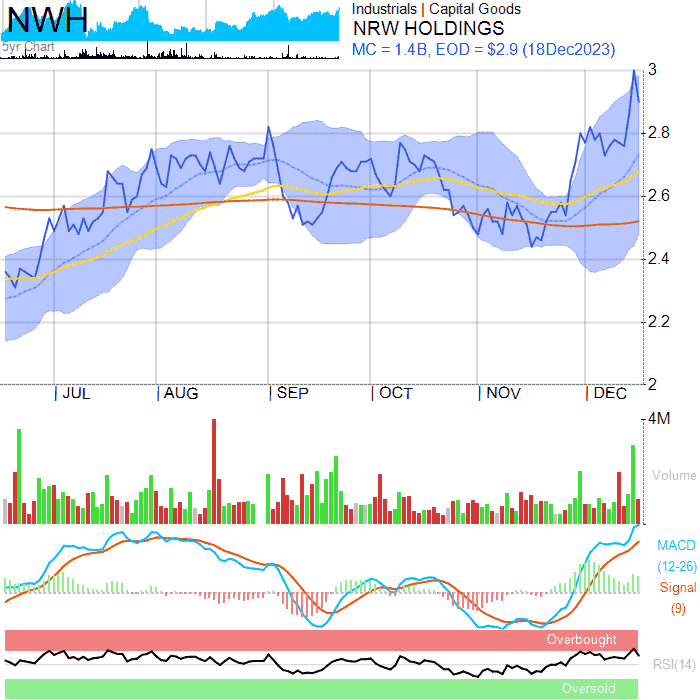 NWH
5yr Chart
Industrials | Capital Goods
NRW HOLDINGS
MC = 1.4B, EOD = $2.9 (18Dec2023)
3
2.8
2.6
2.4
2.2
2
JUL AUG SEP OCT NOV DEC
4M
Volume
MACD
(12-26)
Signal
(9)
Overbought
RSI(14)
Oversold